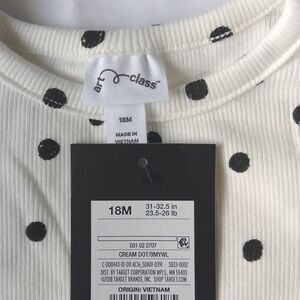 art class™
18M
MADE IN
VIETNAM
18M
31-32.5 in
23.5-26 lb
031 02 2707
CREAM DOT/9MYWL
DIST. BY TARGET CORPORATION MPLS., MN 55403
©2018 TARGET BRANDS, INC. SHOP TARGET.COM
ORIGIN: VIETNAM